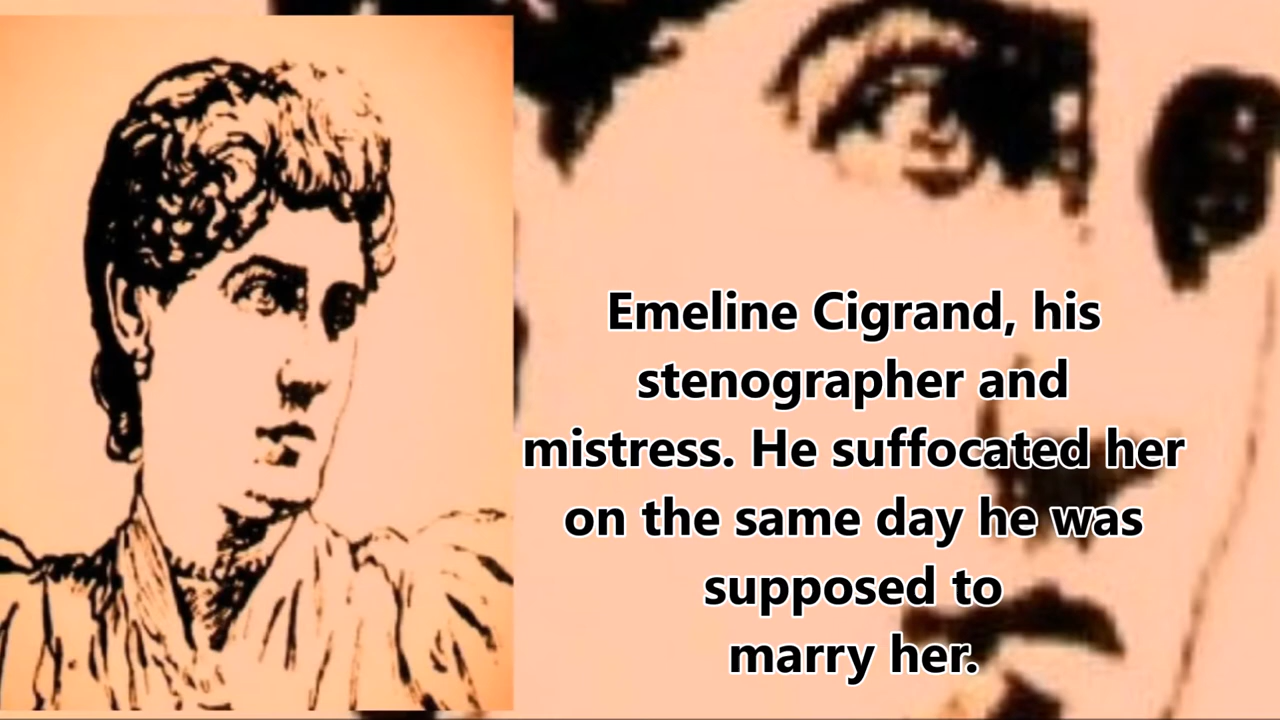 Emeline Cigrand, his
stenographer and
mistress. He suffocated her
on the same day he was
supposed to
marry her.